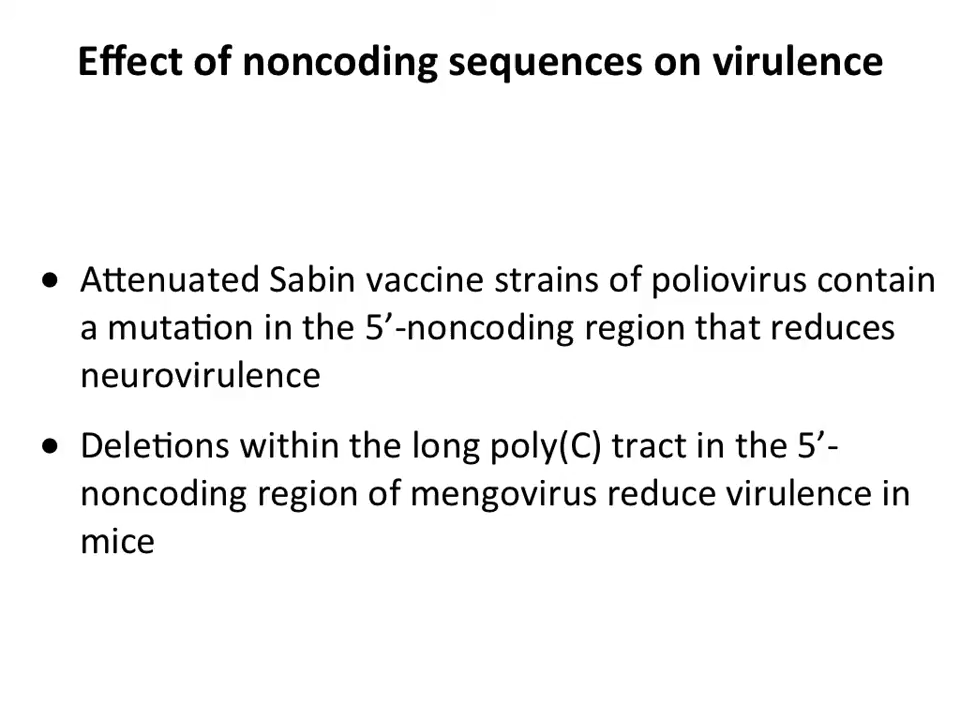 Effect of noncoding sequences on virulence
● Attenuated Sabin vaccine strains of poliovirus contain
a mutation in the 5’-noncoding region that reduces
neurovirulence
● Deletions within the long poly(C) tract in the 5’-
noncoding region of mengovirus reduce virulence in
mice